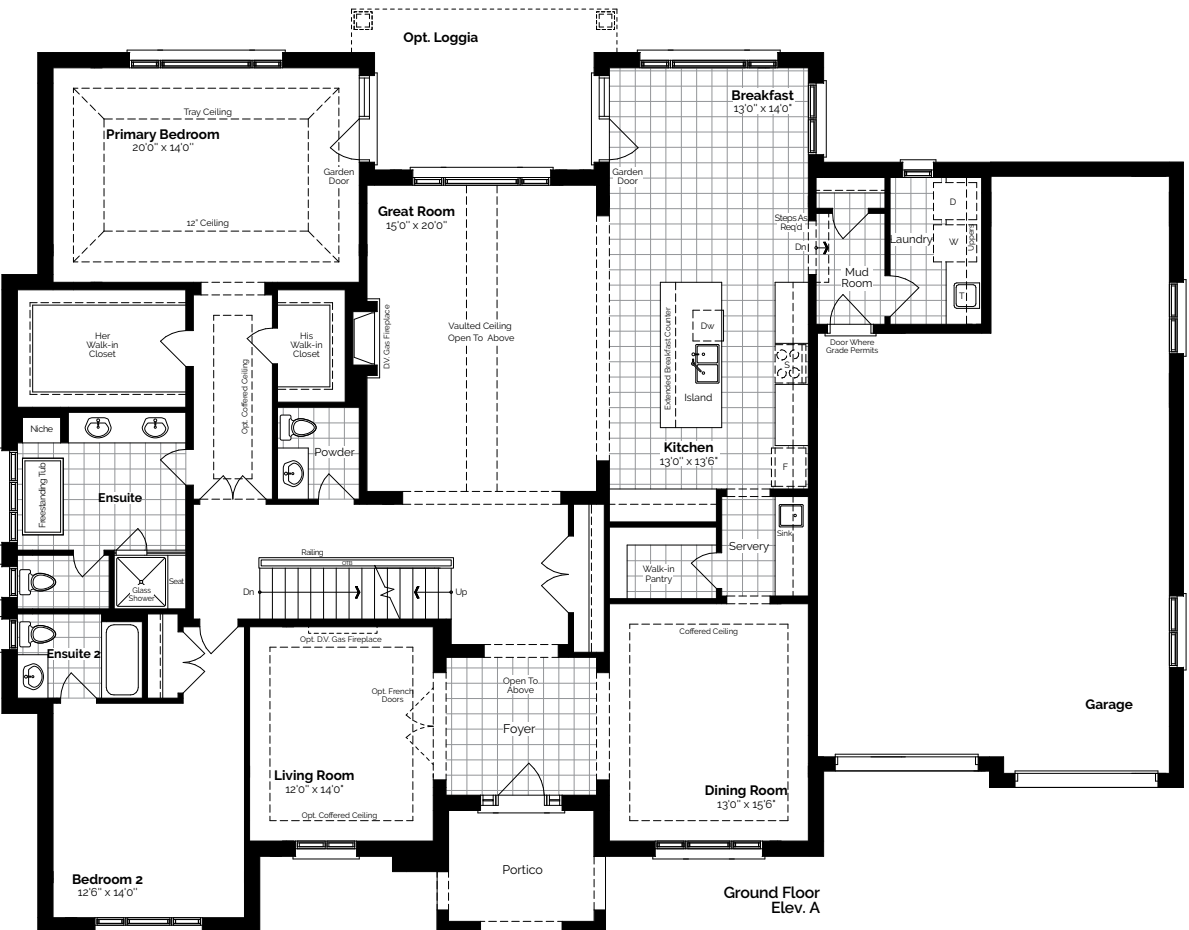 Opt. Loggia
Breakfast
13'0" x 14'0"
Tray Ceiling
Primary Bedroom
20'0" x 14'0"
12" Ceiling
Garden
Door
Garden
Door
Great Room
15'0" x 20'0"
Steps As
Req'd
Dn
D
W
Uppers
Laundry
T
Mud
Room
Door Where
Grade Permits
Her
Walk-in
Closet
His
Walk-in
Closet
D.V. Gas Fireplace
Vaulted Ceiling
Open To Above
Extended Breakfast Counter
Dw
Island
S
Opt. Coffered Ceiling
Kitchen
13'0" x 13'6"
F
Niche
Powder
Freestanding Tub
Ensuite
Sink
Servery
Walk-in
Pantry
Railing
OTB
Dn
Up
Glass
Shower
Seat
Ensuite 2
Opt. D.V. Gas Fireplace
Coffered Ceiling
Open To
Above
Opt. French
Doors
Foyer
Garage
Living Room
12'0" x 14'0"
Opt. Coffered Ceiling
Dining Room
13'0" x 15'6"
Portico
Bedroom 2
12'6" x 14'0"
Ground Floor
Elev. A